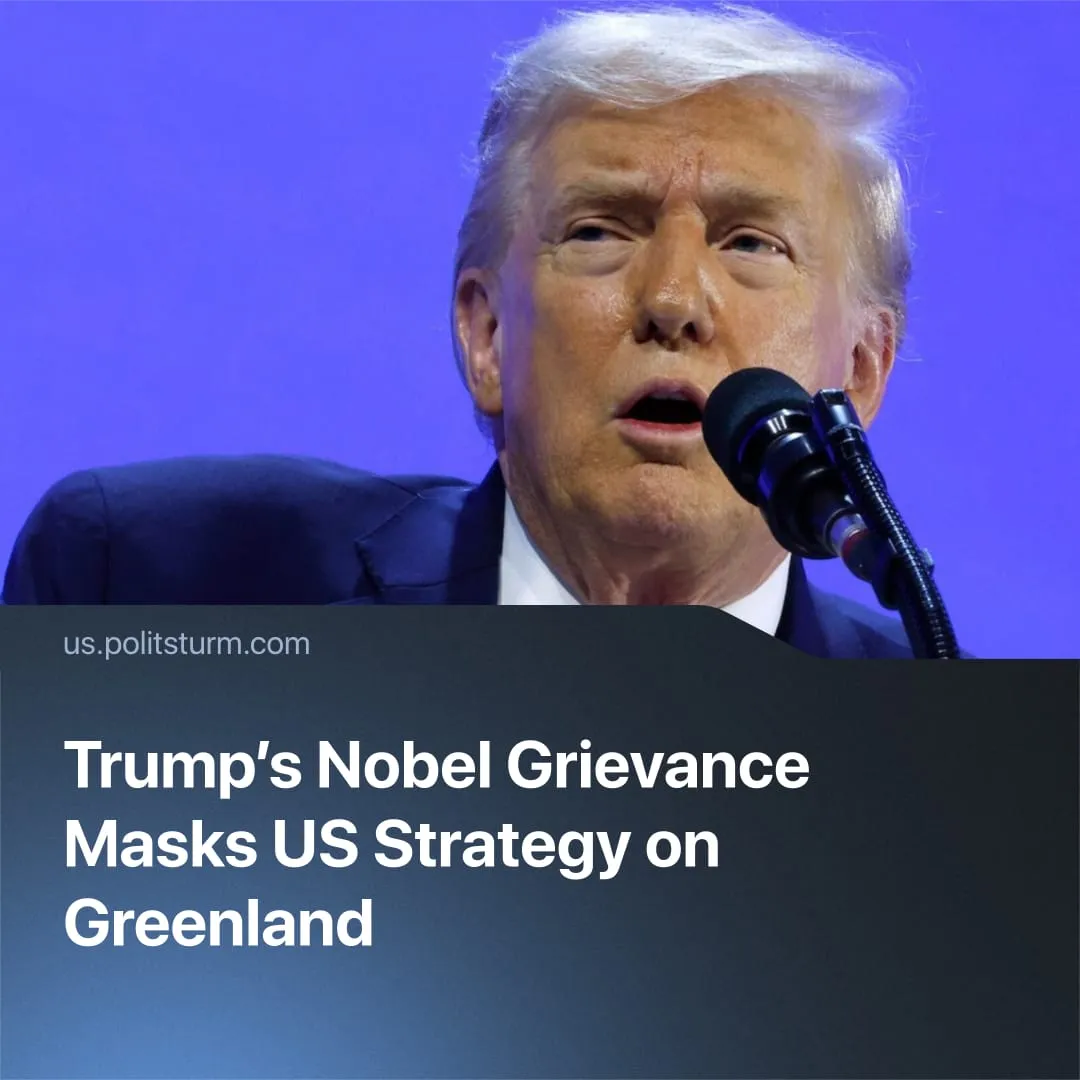 us.politsturm.com
Trump’s Nobel Grievance
Masks US Strategy on
Greenland